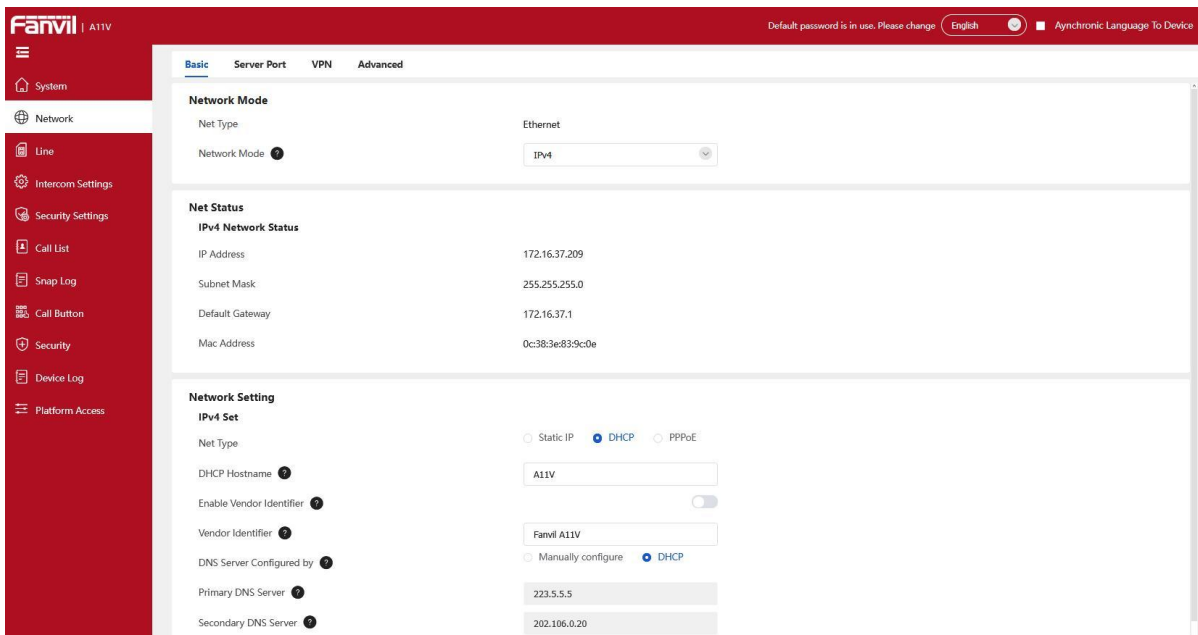 Fanvil | A11V
Default password is in use. Please change
English
Aynchronic Language To Device
System
Network
Line
Intercom Settings
Security Settings
Call List
Snap Log
Call Button
Security
Device Log
Platform Access
Basic Server Port VPN Advanced
Network Mode
Net Type Ethernet
Network Mode ? IPv4
Net Status
IPv4 Network Status
IP Address 172.16.37.209
Subnet Mask 255.255.255.0
Default Gateway 172.16.37.1
Mac Address 0c:38:3e:83:9c:0e
Network Setting
IPv4 Set
Net Type Static IP DHCP PPPoE
DHCP Hostname ? A11V
Enable Vendor Identifier ?
Vendor Identifier ? Fanvil A11V
DNS Server Configured by ? Manually configure DHCP
Primary DNS Server ? 223.5.5.5
Secondary DNS Server ? 202.106.0.20